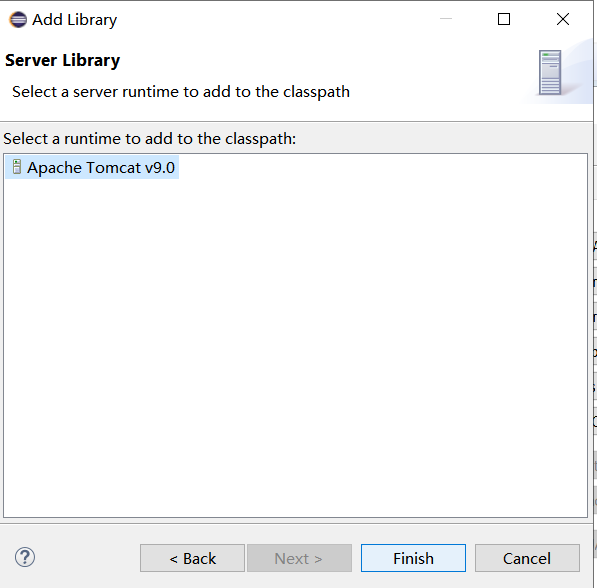 Add Library
Server Library
Select a server runtime to add to the classpath
Select a runtime to add to the classpath:
Apache Tomcat v9.0
?
< Back
Next >
Finish
Cancel